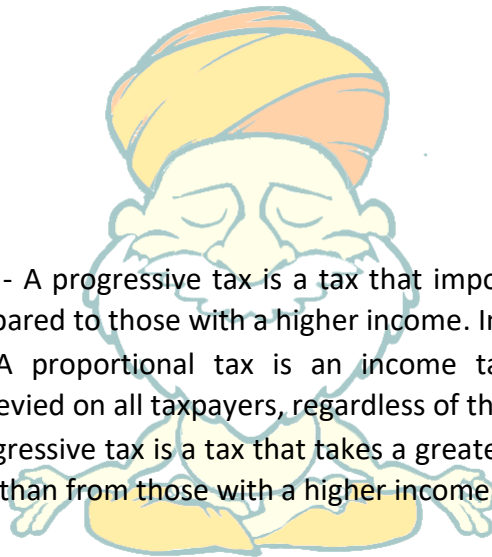 - A progressive tax is a tax that impo
pared to those with a higher income. In
A proportional tax is an income ta
evied on all taxpayers, regardless of th
gressive tax is a tax that takes a greate
than from those with a higher income